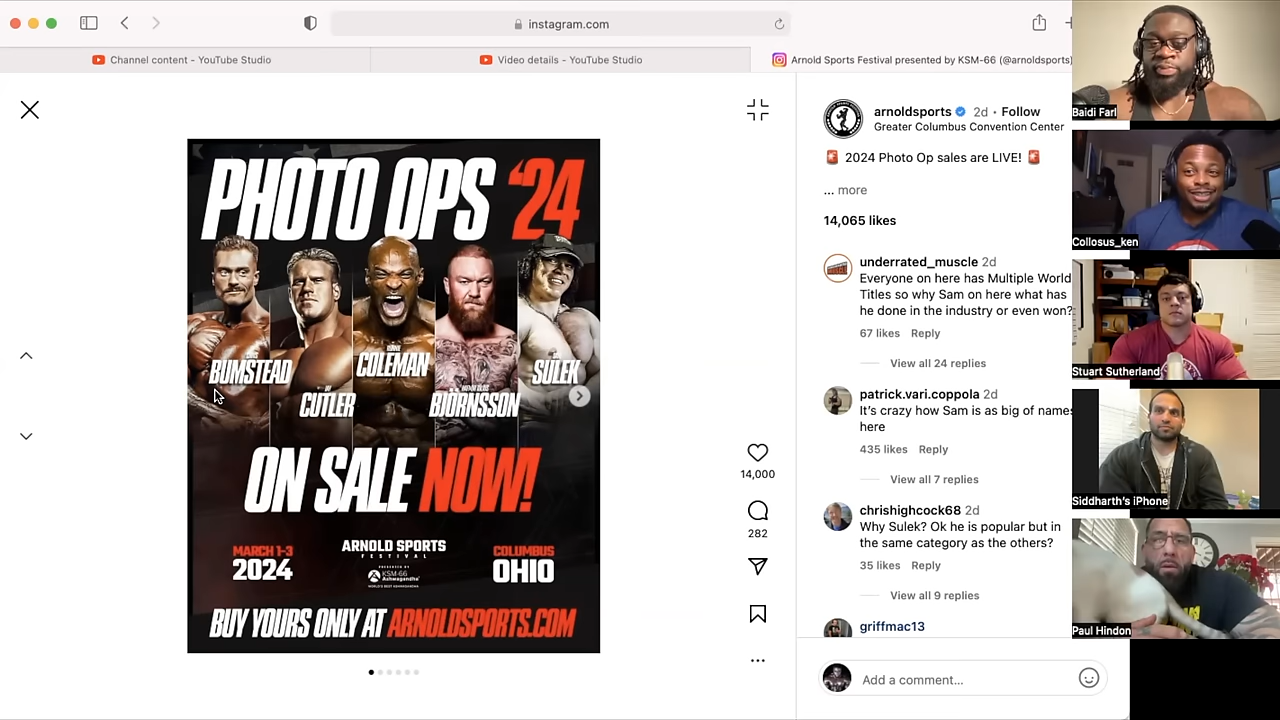 instagram.com
Channel content - YouTube Studio
Video details - YouTube Studio
Arnold Sports Festival presented by KSM-66 (@arnoldsports)
PHOTO OPS '24
BUMSTEAD
CUTLER
COLEMAN
BJÖRNSSON
SULEK
ON SALE NOW!
MARCH 1-3
2024
ARNOLD SPORTS
FESTIVAL
PRESENTED BY
KSM-66
Ashwagandha
COLUMBUS
OHIO
BUY YOURS ONLY AT ARNOLDSPORTS.COM
14,000
282
arnoldsports 2d • Follow
Greater Columbus Convention Center
🚨 2024 Photo Op sales are LIVE! 🚨
... more
14,065 likes
underrated_muscle 2d
Everyone on here has Multiple World
Titles so why Sam on here what has
he done in the industry or even won?
67 likes Reply
View all 24 replies
patrick.vari.coppola 2d
It's crazy how Sam is as big of names
here
435 likes Reply
View all 7 replies
chrishighcock68 2d
Why Sulek? Ok he is popular but in
the same category as the others?
35 likes Reply
View all 9 replies
griffmac13
Add a comment...
Baidi Farl
Collosus_ken
Stuart Sutherland
Siddharth's iPhone
Paul Hindon